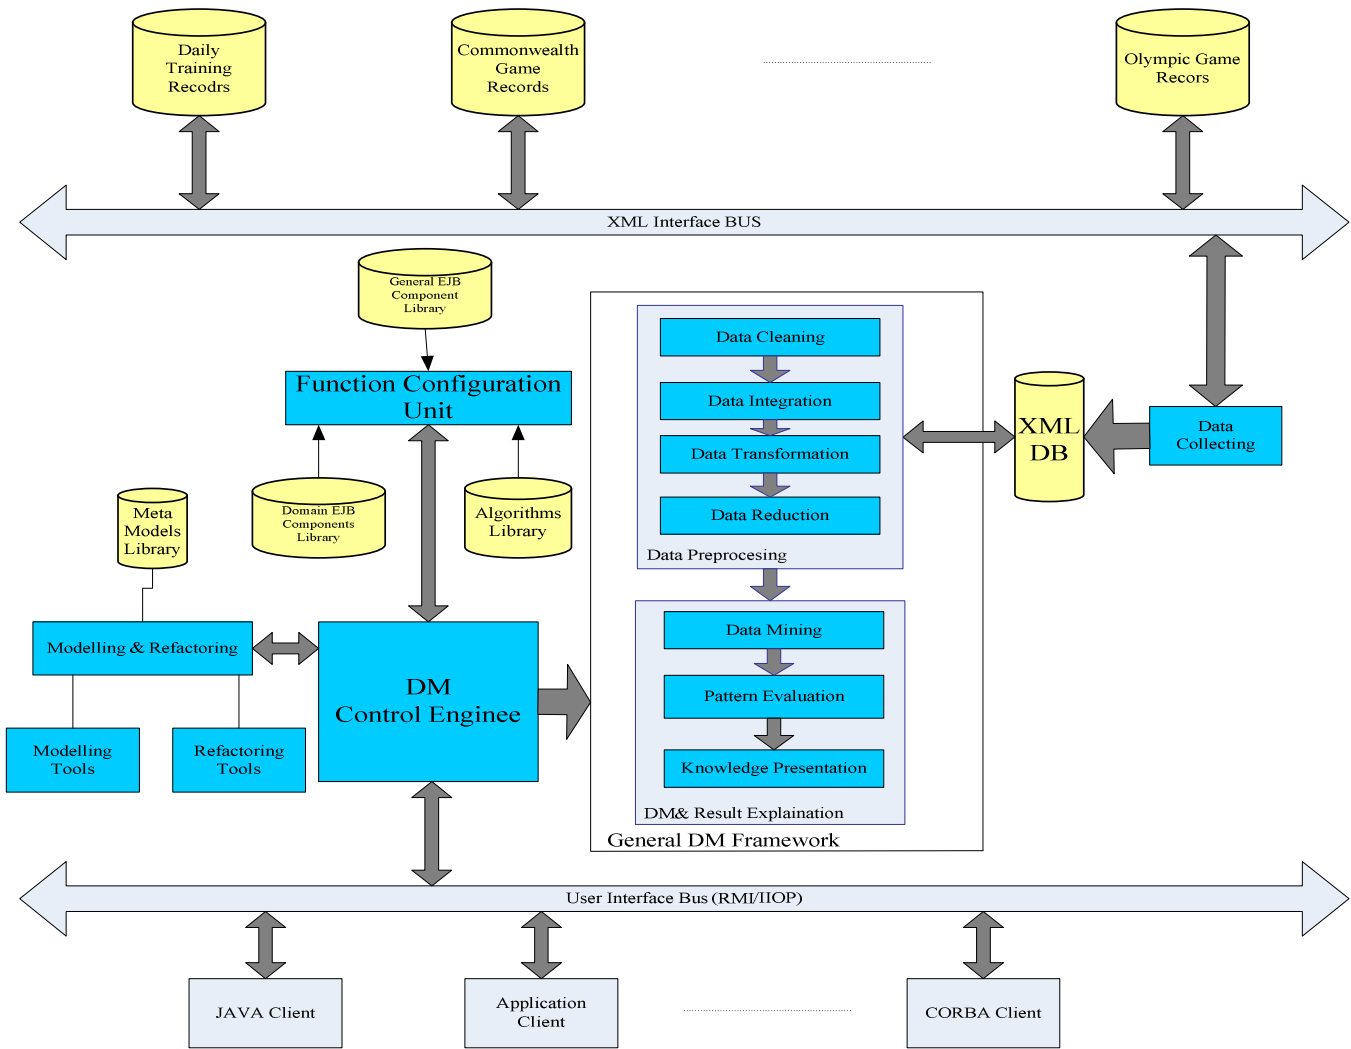 Daily
Training
Recodrs
Commonwealth
Game
Records
Olympic Game
Recors
XML Interface BUS
General EJB
Component
Library
Function Configuration
Unit
Domain EJB
Components
Library
Algorithms
Library
Meta
Models
Library
Modelling & Refactoring
Modelling
Tools
Refactoring
Tools
DM
Control Enginee
Data Cleaning
Data Integration
Data Transformation
Data Reduction
Data Preprocesing
Data Mining
Pattern Evaluation
Knowledge Presentation
DM& Result Explaination
General DM Framework
XML
DB
Data
Collecting
User Interface Bus (RMI/IIOP)
JAVA Client
Application
Client
CORBA Client